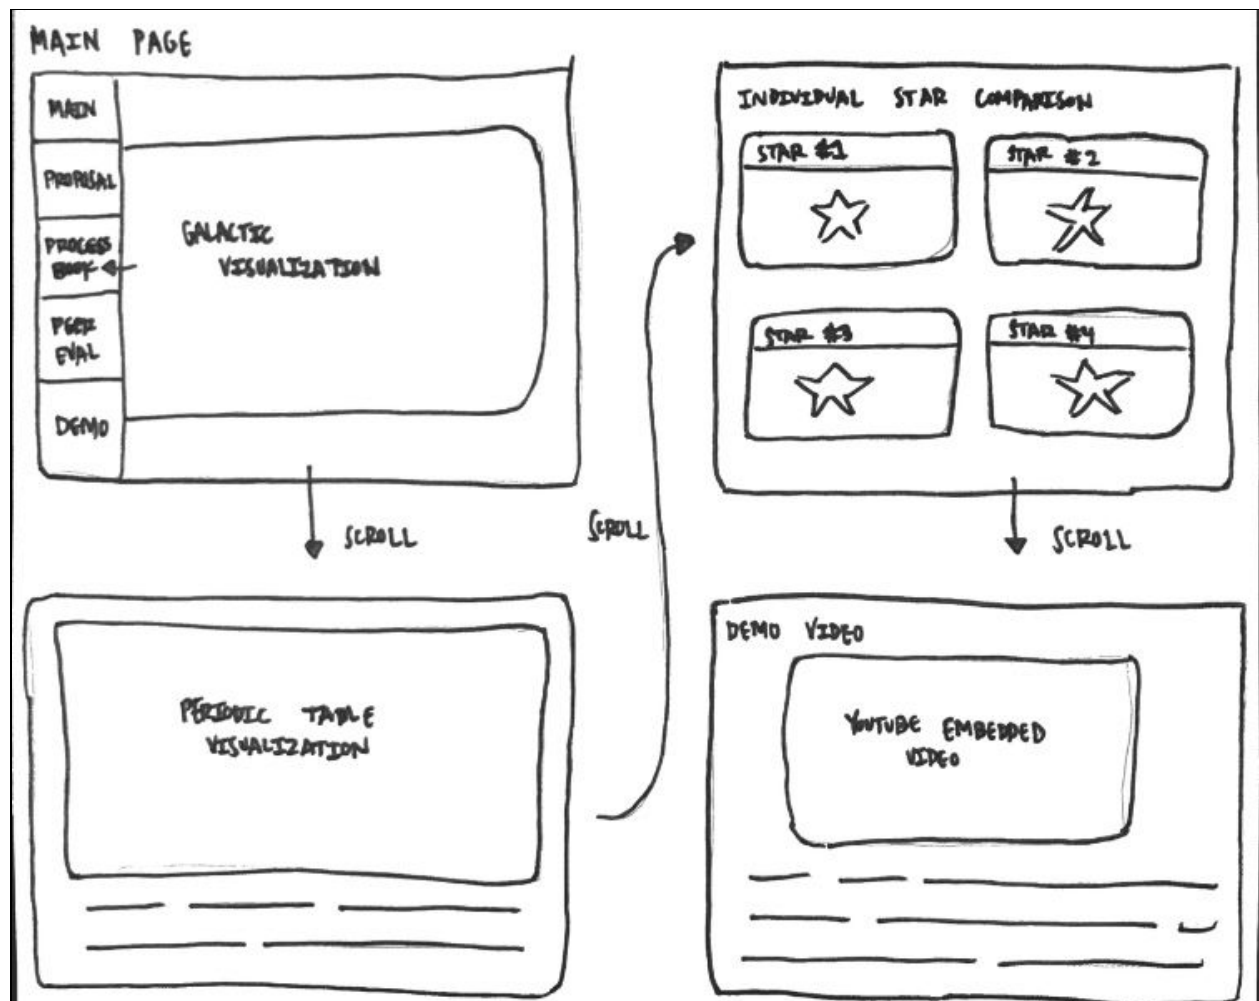 MAIN PAGE
MAIN
PROPOSAL
PROCESS
BOOK
PEER
EVAL
DEMO
GALACTIC
VISUALIZATION
SCROLL
PERIODIC TABLE
VISUALIZATION
SCROLL
INDIVIDUAL STAR COMPARISON
STAR #1
STAR #2
STAR #3
STAR #4
SCROLL
DEMO VIDEO
YOUTUBE EMBEDDED
VIDEO